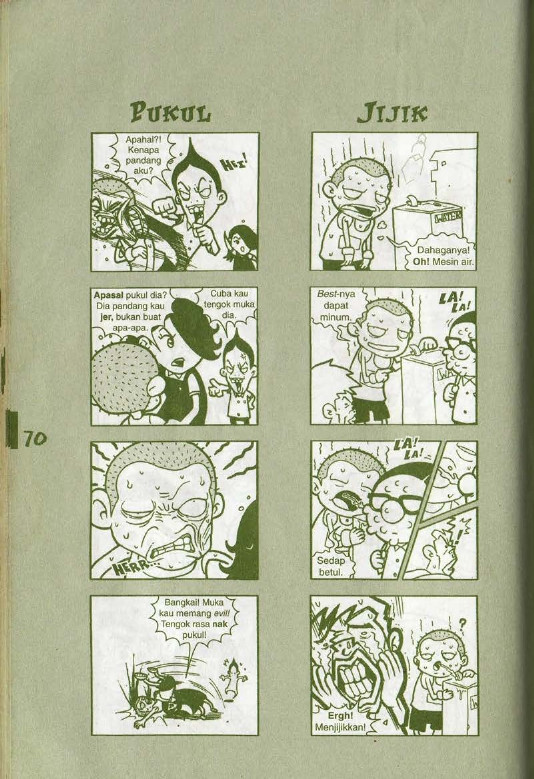 PUKUL
Apahal?!
Kenapa
pandang
aku?
HEI!
Apasal pukul dia?
Dia pandang kau
jer, bukan buat
apa-apa.
Cuba kau
tengok muka
dia.
HERR...
Bangkai! Muka
kau memang evil!
Tengok rasa nak
pukul!
JIJIK
WATER
Dahaganya!
Oh! Mesin air.
Best-nya
dapat
minum.
LA!
LA!
LA!
LA!
Sedap
betul.
?
Ergh!
Menjijikkan!
70